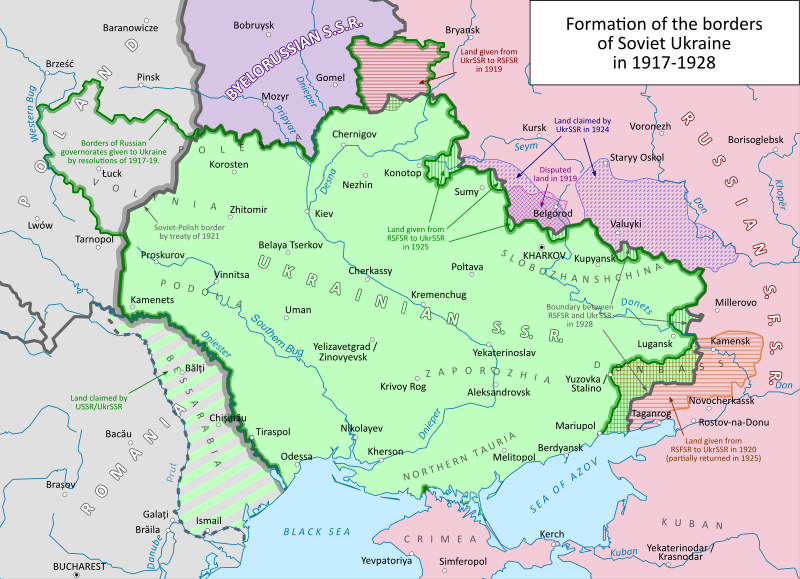 Formation of the borders
of Soviet Ukraine
in 1917-1928
Baranowicze
Bobruysk
Bryansk
BYELORUSSIAN S.S.R.
Land given from
UkrSSR to RSFSR
in 1919
Brześć
Pinsk
Gomel
Mozyr
Dnieper
Pripyat
Western Bug
POLAND
Borders of Russian
governorates given to Ukraine
by resolutions of 1917-19.
Chernigov
Land claimed by
UkrSSR in 1924
Kursk
Seym
Voronezh
Borisoglebsk
RUSSIAN S.F.S.R.
POLESIE
Korosten
Desna
Konotop
Disputed
land in 1919
Staryy Oskol
Łuck
VOLYNIA
Nezhin
Sumy
Belgorod
Don
Khopër
Zhitomir
Kiev
Lwów
Soviet-Polish border
by treaty of 1921
Land given from
RSFSR to UkrSSR
in 1925
Valuyki
Tarnopol
Belaya Tserkov
KHARKOV
Kupyansk
SLOBOZHANSHCHINA
Proskurov
UKRAINIAN S.S.R.
Vinnitsa
Cherkassy
Poltava
PODOLIA
Kamenets
Uman
Kremenchug
Donets
Boundary between
RSFSR and UkrSSR
in 1928
Millerovo
Southern Bug
Dniester
Yelizavetgrad /
Zinovyevsk
Yekaterinoslav
Lugansk
Kamensk
DONBASS
BESSARABIA
Bălți
Krivoy Rog
ZAPOROZHIA
Aleksandrovsk
Yuzovka /
Stalino
Don
Land claimed by
USSR/UkrSSR
Novocherkassk
Taganrog
Rostov-na-Donu
Chișinău
Tiraspol
Nikolayev
Dnieper
Mariupol
ROMANIA
Bacău
Prut
Odessa
Kherson
NORTHERN TAURIA
Melitopol
Berdyansk
Land given from
RSFSR to UkrSSR in 1920
(partially returned in 1925)
Brașov
SEA OF AZOV
Galați
Brăila
Ismail
BLACK SEA
CRIMEA
Kerch
KUBAN
Danube
Kuban
Yekaterinodar /
Krasnodar
BUCHAREST
Yevpatoriya
Simferopol